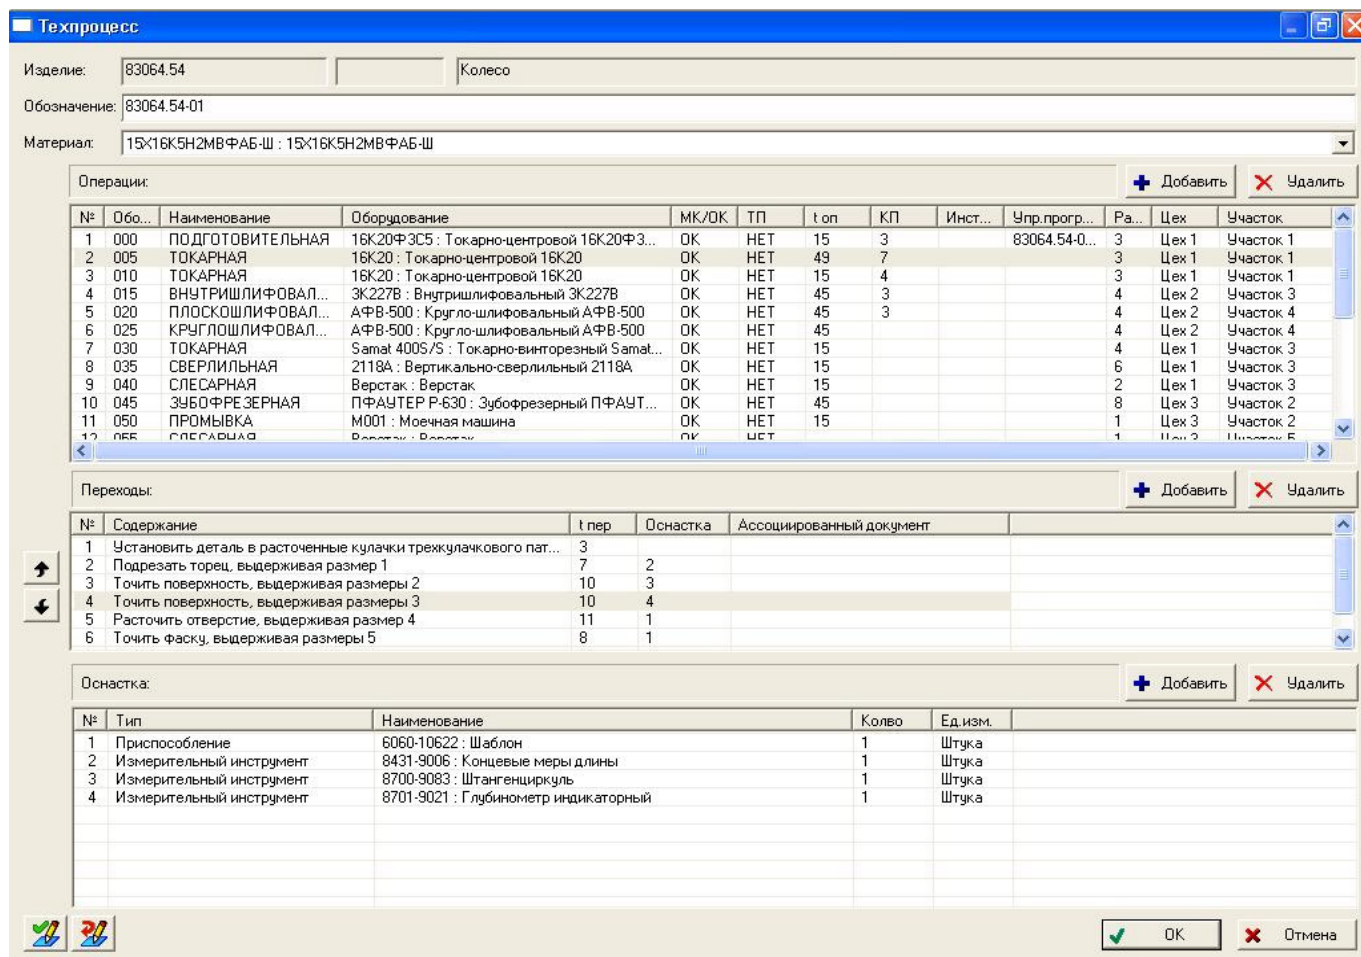 Техпроцесс
Изделие: 83064.54 Колесо
Обозначение: 83064.54-01
Материал: 15Х16К5Н2МВФАБ-Ш : 15Х16К5Н2МВФАБ-Ш
Операции: Добавить Удалить
№ Обо... Наименование Оборудование МК/ОК ТП t оп КП Инст... Упр.прогр... Ра... Цех Участок
1 000 ПОДГОТОВИТЕЛЬНАЯ 16К20ФЗС5 : Токарно-центровой 16К20ФЗ... ОК НЕТ 15 3 83064.54-0... 3 Цех 1 Участок 1
2 005 ТОКАРНАЯ 16К20 : Токарно-центровой 16К20 ОК НЕТ 49 7 3 Цех 1 Участок 1
3 010 ТОКАРНАЯ 16К20 : Токарно-центровой 16К20 ОК НЕТ 15 4 3 Цех 1 Участок 1
4 015 ВНУТРИШЛИФОВАЛ... 3К227В : Внутришлифовальный 3К227В ОК НЕТ 45 3 4 Цех 2 Участок 3
5 020 ПЛОСКОШЛИФОВАЛ... АФВ-500 : Кругло-шлифовальный АФВ-500 ОК НЕТ 45 3 4 Цех 2 Участок 4
6 025 КРУГЛОШЛИФОВАЛ... АФВ-500 : Кругло-шлифовальный АФВ-500 ОК НЕТ 45 4 Цех 2 Участок 4
7 030 ТОКАРНАЯ Samat 400S/S : Токарно-винторезный Samat... ОК НЕТ 15 4 Цех 1 Участок 3
8 035 СВЕРЛИЛЬНАЯ 2118А : Вертикально-сверлильный 2118А ОК НЕТ 15 6 Цех 1 Участок 3
9 040 СЛЕСАРНАЯ Верстак : Верстак ОК НЕТ 15 2 Цех 1 Участок 3
10 045 ЗУБОФРЕЗЕРНАЯ ПФАУТЕР Р-630 : Зубофрезерный ПФАУТ... ОК НЕТ 45 8 Цех 3 Участок 2
11 050 ПРОМЫВКА М001 : Моечная машина ОК НЕТ 15 1 Цех 3 Участок 2
12 055 СЛЕСАРНАЯ Верстак : Верстак ОК НЕТ 1 Цех 2 Участок 5
Переходы: Добавить Удалить
№ Содержание t пер Оснастка Ассоциированный документ
1 Установить деталь в расточенные кулачки трехкулачкового пат... 3
2 Подрезать торец, выдерживая размер 1 7 2
3 Точить поверхность, выдерживая размеры 2 10 3
4 Точить поверхность, выдерживая размеры 3 10 4
5 Расточить отверстие, выдерживая размер 4 11 1
6 Точить фаску, выдерживая размеры 5 8 1
Оснастка: Добавить Удалить
№ Тип Наименование Колво Ед.изм.
1 Приспособление 6060-10622 : Шаблон 1 Штука
2 Измерительный инструмент 8431-9006 : Концевые меры длины 1 Штука
3 Измерительный инструмент 8700-9083 : Штангенциркуль 1 Штука
4 Измерительный инструмент 8701-9021 : Глубинометр индикаторный 1 Штука
OK Отмена